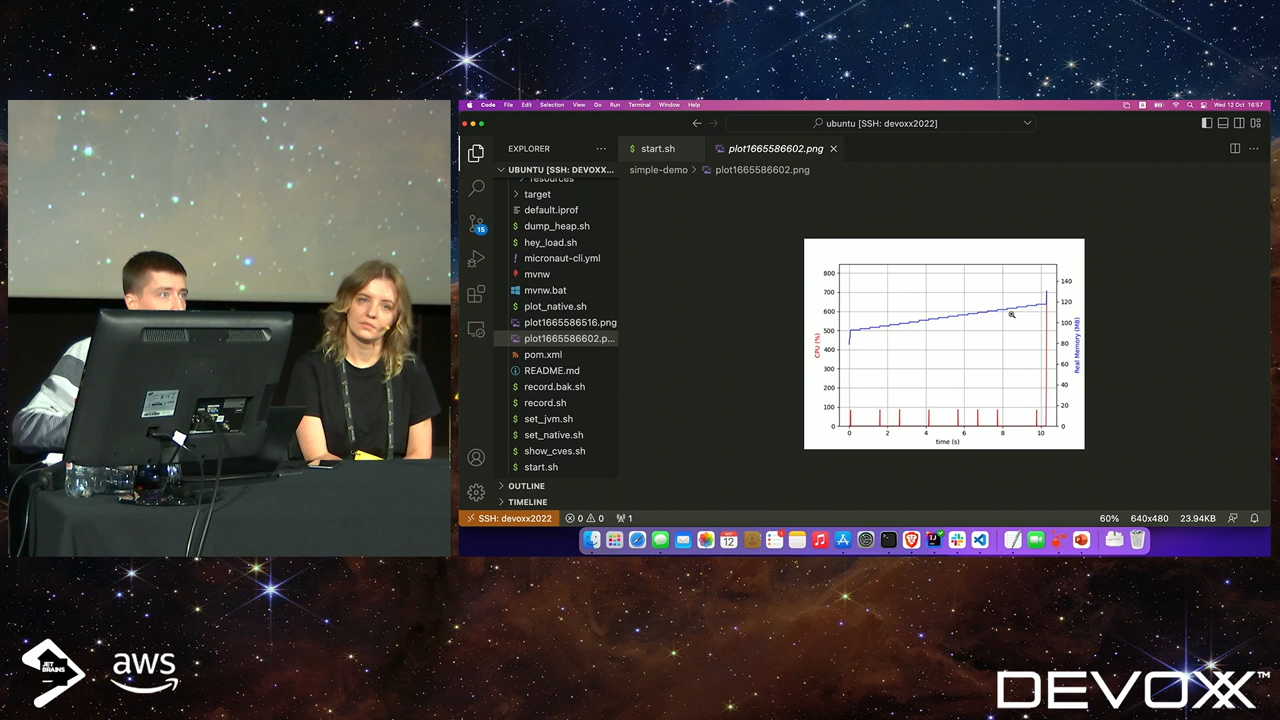 Code File Edit Selection View Go Run Terminal Window Help
A Wed 12 Oct 16:57
ubuntu [SSH: devoxx2022]
EXPLORER
$ start.sh
plot1665586602.png
UBUNTU [SSH: DEVOXX...
simple-demo > plot1665586602.png
resources
target
default.iprof
$ dump_heap.sh
$ hey_load.sh
! micronaut-cli.yml
mvnw
mvnw.bat
$ plot_native.sh
plot1665586516.png
plot1665586602.p...
pom.xml
README.md
$ record.bak.sh
$ record.sh
$ set_jvm.sh
$ set_native.sh
$ show_cves.sh
$ start.sh
OUTLINE
TIMELINE
15
800
700
600
500
400
300
200
100
0
CPU (%)
140
120
100
80
60
40
20
0
Real Memory (MB)
0 2 4 6 8 10
time (s)
SSH: devoxx2022 0 0 1
60% 640x480 23.94KB
12
JET
BRAINS
aws
DEVOXX™